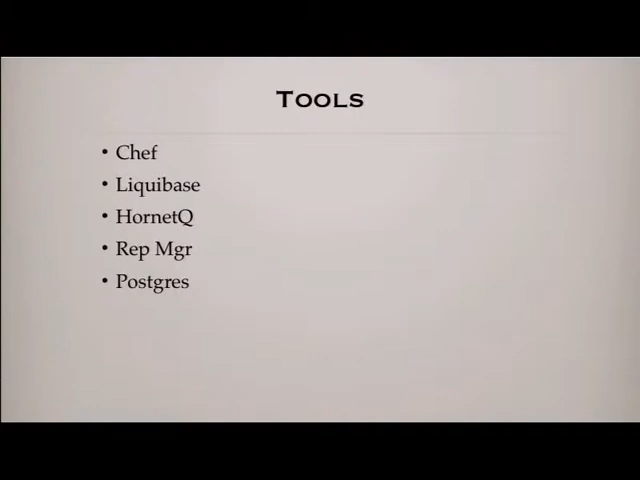 Tools
• Chef
• Liquibase
• HornetQ
• Rep Mgr
• Postgres